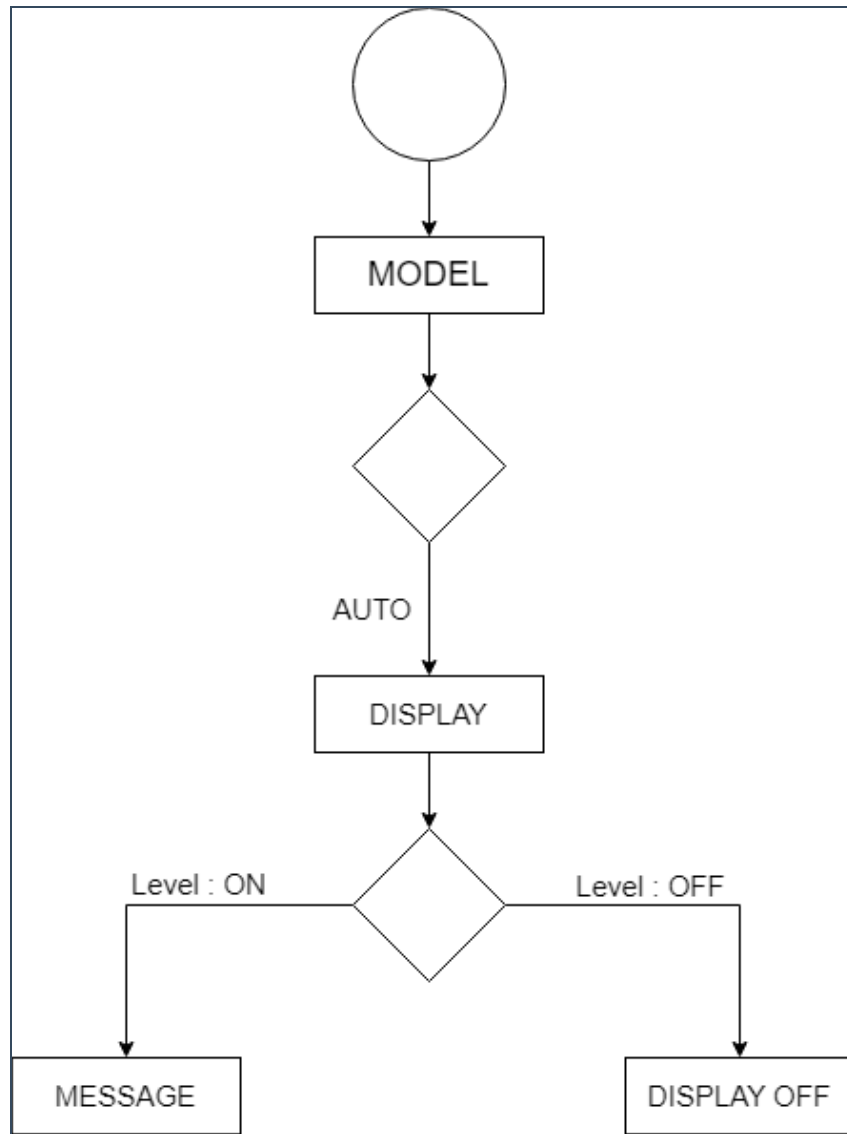 MODEL
AUTO
DISPLAY
Level : ON
Level : OFF
MESSAGE
DISPLAY OFF